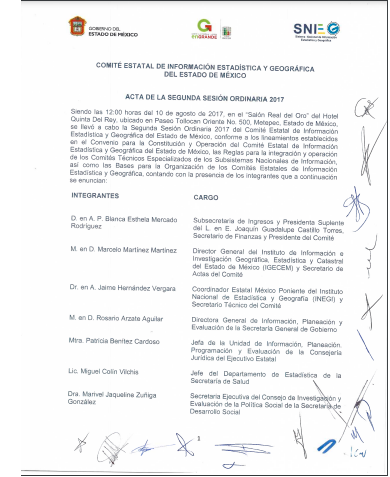 GOBIERNO DEL
ESTADO DE MÉXICO
GRANDE
SNIEG
COMITÉ ESTATAL DE INFORMACIÓN ESTADÍSTICA Y GEOGRÁFICA
DEL ESTADO DE MÉXICO
ACTA DE LA SEGUNDA SESIÓN ORDINARIA 2017
Siendo las 12:00 horas del 10 de agosto de 2017, en el "Salón Real del Oro" del Hotel
Quinta Del Rey, ubicado en Paseo Tollocan Oriente No. 500, Metepec, Estado de México,
se llevó a cabo la Segunda Sesión Ordinaria 2017 del Comité Estatal de Información
Estadística y Geográfica del Estado de México, conforme a los lineamientos establecidos
en el Convenio para la Constitución y Operación del Comité Estatal de Información
Estadística y Geográfica del Estado de México, las Reglas para la integración y operación
de los Comités Técnicos Especializados de los Subsistemas Nacionales de Información,
así como las Bases para la Organización de los Comités Estatales de Información
Estadística y Geográfica, contando con la presencia de los integrantes que a continuación
se enuncian:
INTEGRANTES CARGO
D. en A. P. Blanca Esthela Mercado
Rodríguez
Subsecretaria de Ingresos y Presidenta Suplente
del L. en E. Joaquín Guadalupe Castillo Torres,
Secretario de Finanzas y Presidente del Comité
M. en D. Marcelo Martínez Martínez
Director General del Instituto de Información e
Investigación Geográfica, Estadística y Catastral
del Estado de México (IGECEM) y Secretario de
Actas del Comité
Dr. en A. Jaime Hernández Vergara
Coordinador Estatal México Poniente del Instituto
Nacional de Estadística y Geografía (INEGI) y
Secretario Técnico del Comité
M. en D. Rosario Arzate Aguilar
Directora General de Información, Planeación y
Evaluación de la Secretaría General de Gobierno
Mtra. Patricia Benítez Cardoso
Jefa de la Unidad de Información, Planeación,
Programación y Evaluación de la Consejería
Jurídica del Ejecutivo Estatal
Lic. Miguel Colín Vilchis
Jefe del Departamento de Estadística de la
Secretaría de Salud
Dra. Marivel Jaqueline Zuñiga
González
Secretaria Ejecutiva del Consejo de Investigación y
Evaluación de la Política Social de la Secretaría de
Desarrollo Social
1